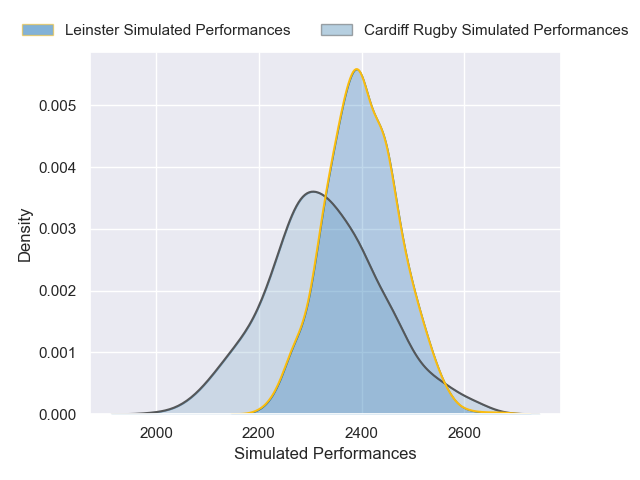 Leinster Simulated Performances
Cardiff Rugby Simulated Performances
0.005
0.004
0.003
0.002
0.001
0.000
Density
2000
2200
2400
2600
Simulated Performances